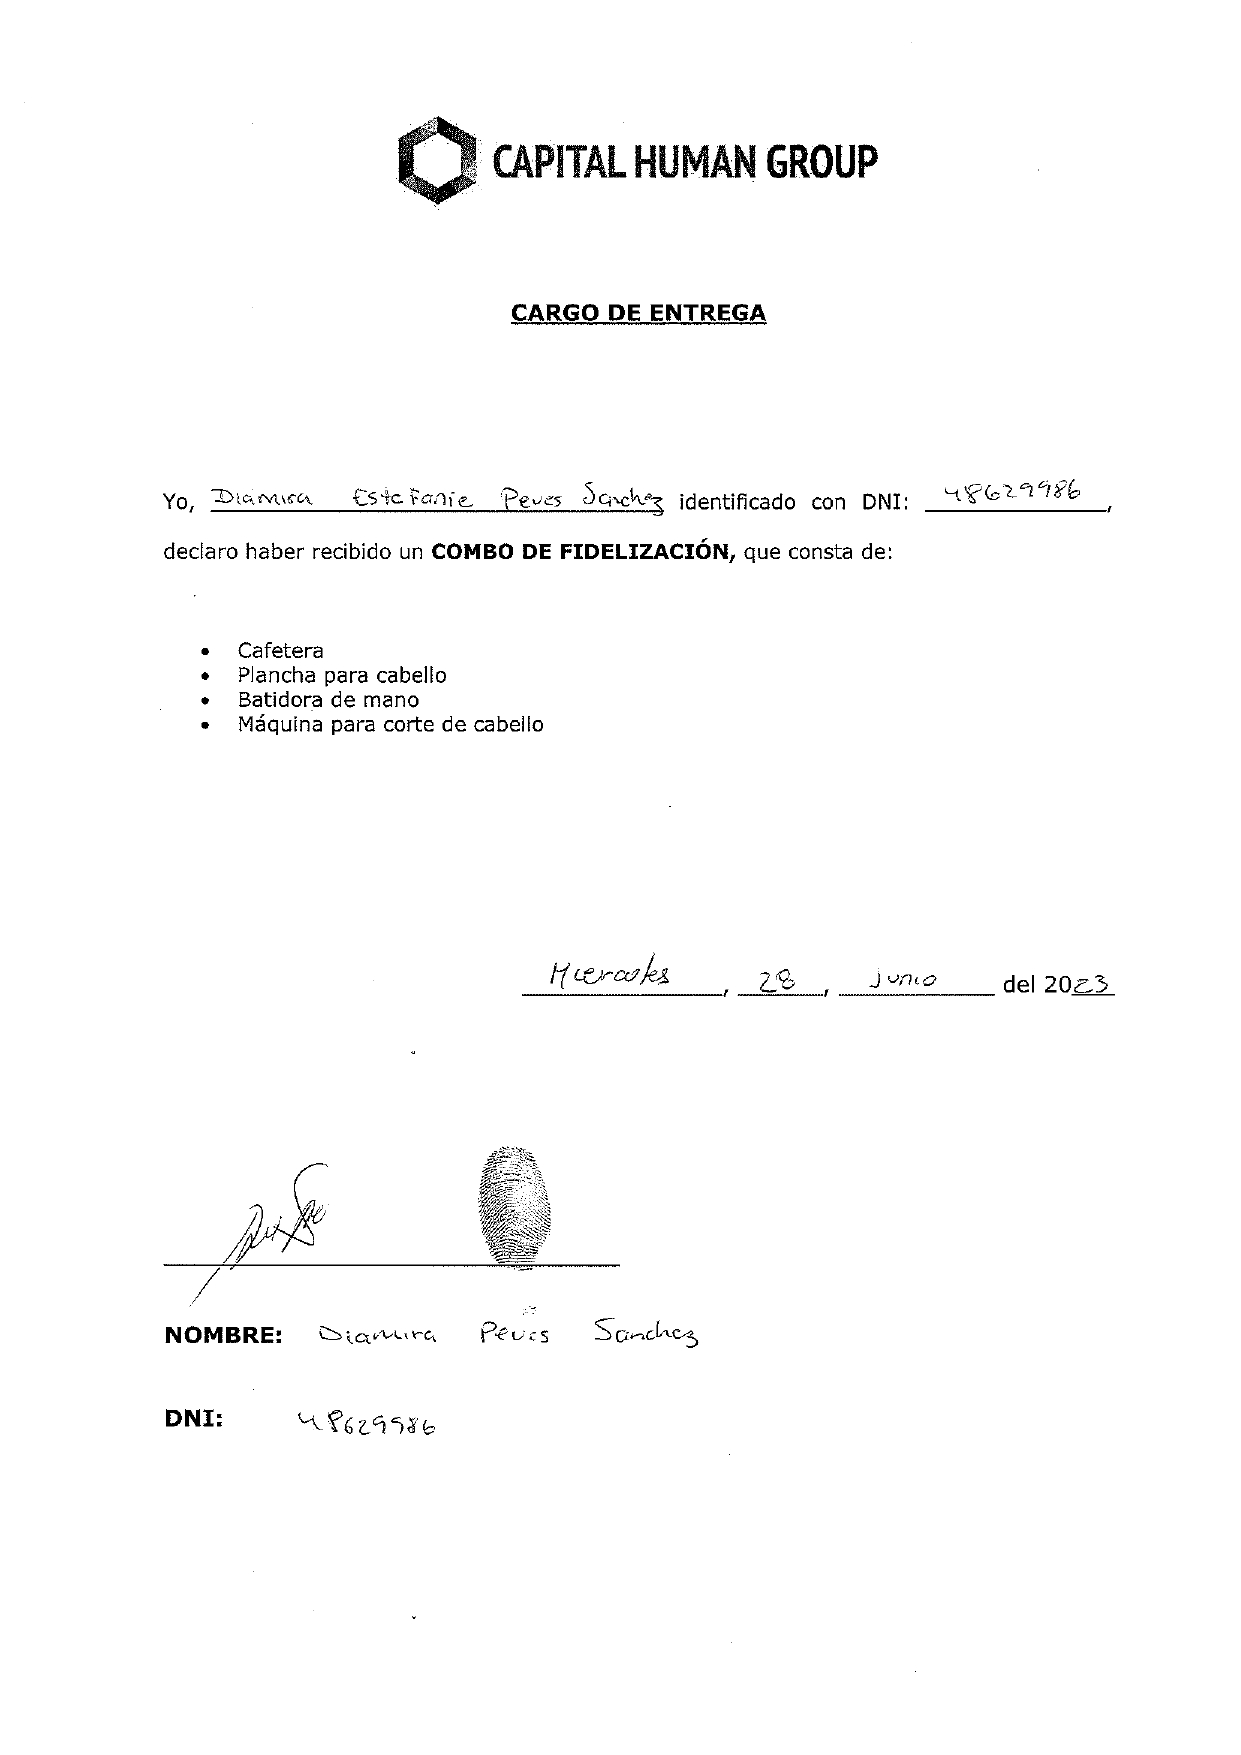 CAPITAL HUMAN GROUP
CARGO DE ENTREGA
Yo, Diamira Estefanie Peves Sanchez identificado con DNI: 48629986,
declaro haber recibido un COMBO DE FIDELIZACIÓN, que consta de:
• Cafetera
• Plancha para cabello
• Batidora de mano
• Máquina para corte de cabello
Miercoles, 28, junio del 2023
NOMBRE: Diamira Peves Sanchez
DNI: 48629986